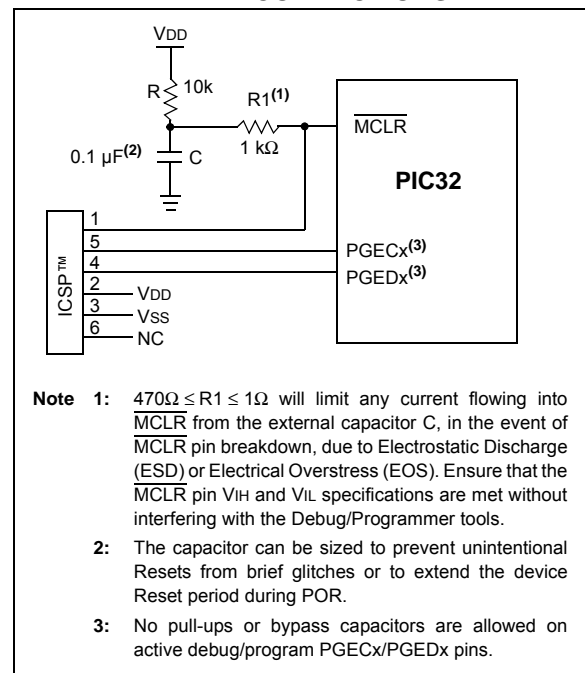 VDD
R 10k
R1(1)
1 kΩ
0.1 µF(2) C
MCLR
PIC32
PGECx(3)
PGEDx(3)
ICSP™
1
5
4
2 VDD
3 VSS
6 NC
Note 1: 470Ω ≤ R1 ≤ 1Ω will limit any current flowing into
MCLR from the external capacitor C, in the event of
MCLR pin breakdown, due to Electrostatic Discharge
(ESD) or Electrical Overstress (EOS). Ensure that the
MCLR pin VIH and VIL specifications are met without
interfering with the Debug/Programmer tools.
2: The capacitor can be sized to prevent unintentional
Resets from brief glitches or to extend the device
Reset period during POR.
3: No pull-ups or bypass capacitors are allowed on
active debug/program PGECx/PGEDx pins.